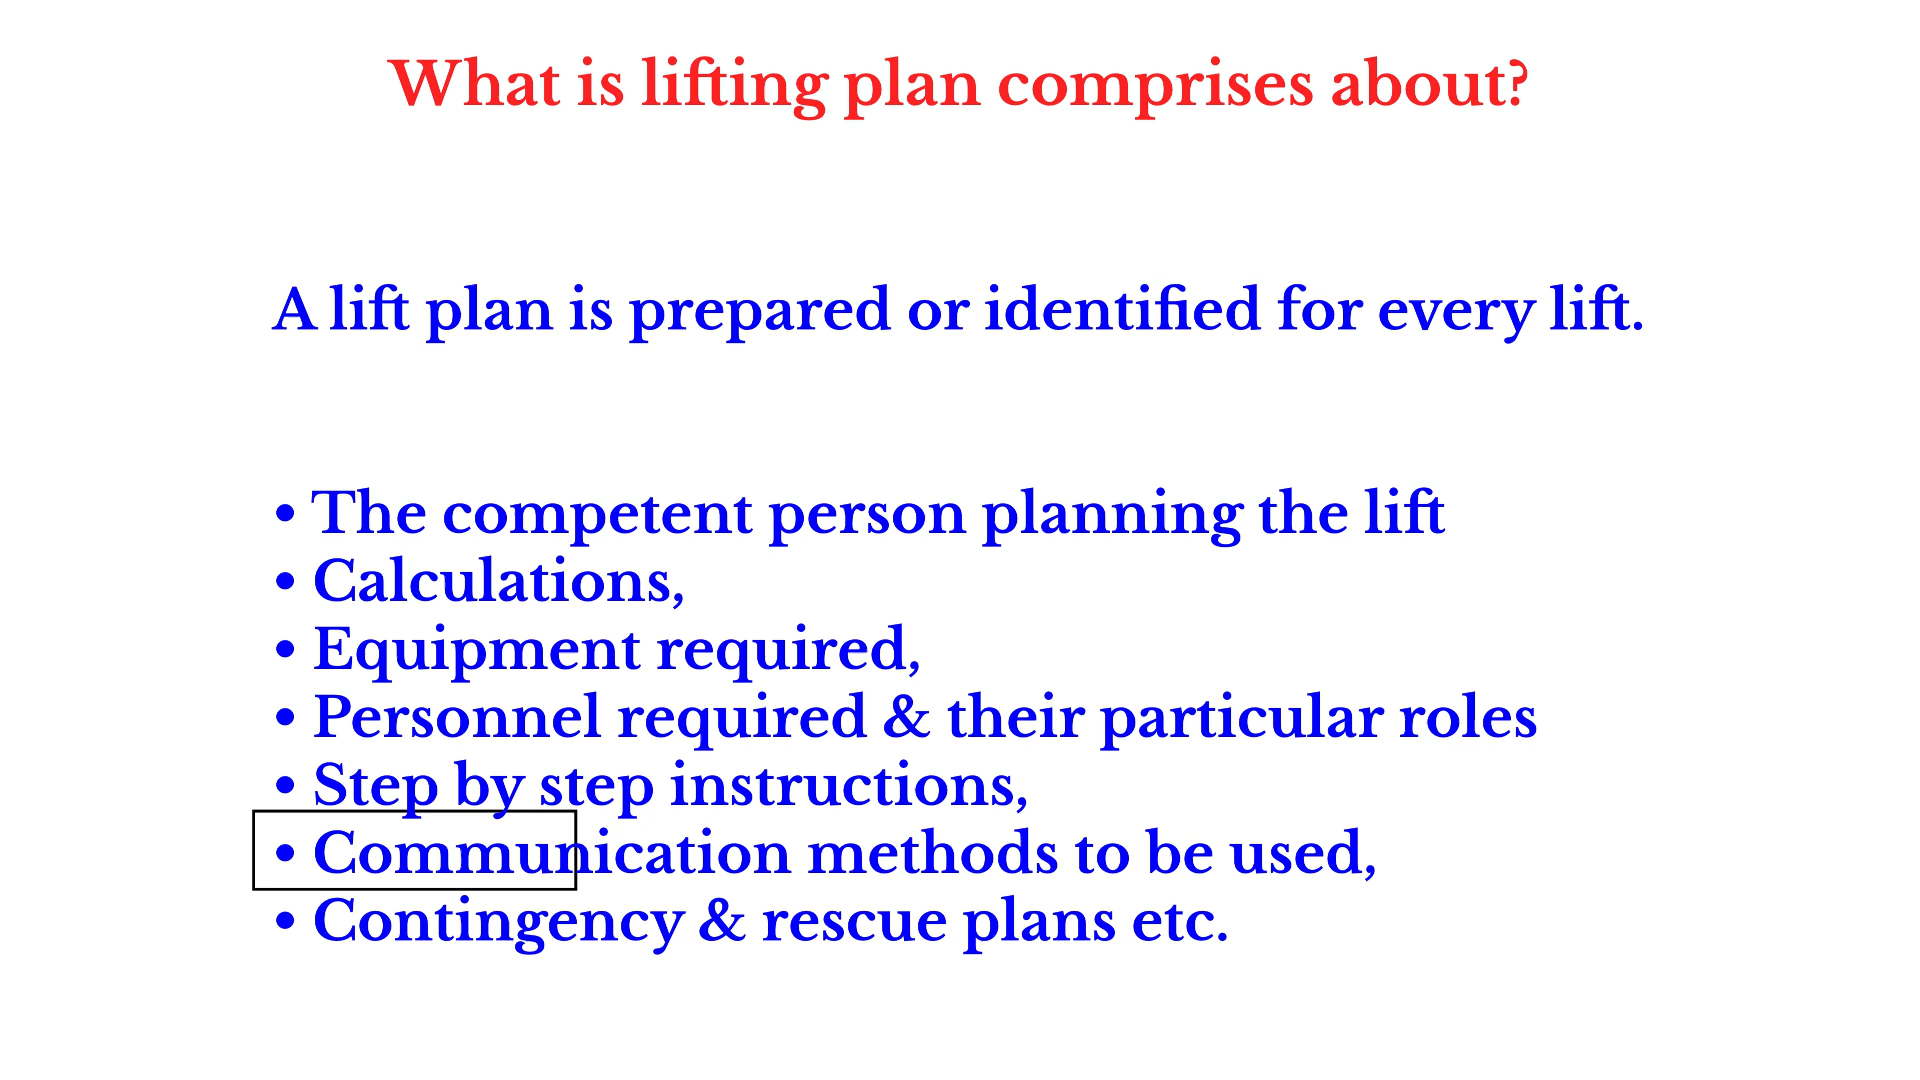 What is lifting plan comprises about?
A lift plan is prepared or identified for every lift.
• The competent person planning the lift
• Calculations,
• Equipment required,
• Personnel required & their particular roles
• Step by step instructions,
• Communication methods to be used,
• Contingency & rescue plans etc.